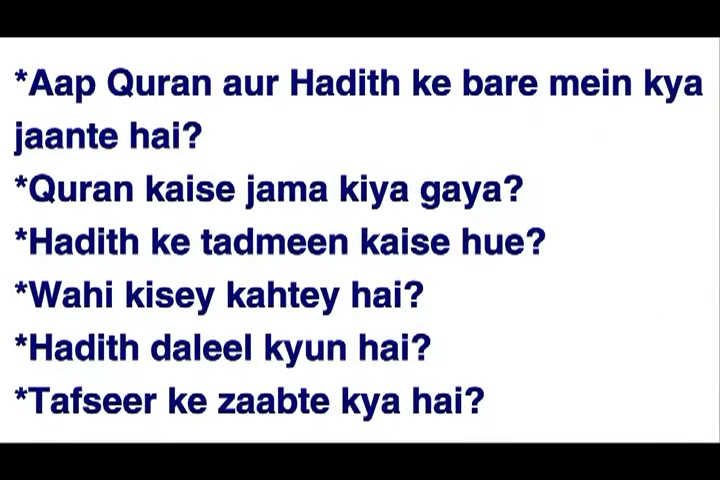 *Aap Quran aur Hadith ke bare mein kya
jaante hai?
*Quran kaise jama kiya gaya?
*Hadith ke tadmeen kaise hue?
*Wahi kisey kahtey hai?
*Hadith daleel kyun hai?
*Tafseer ke zaabte kya hai?